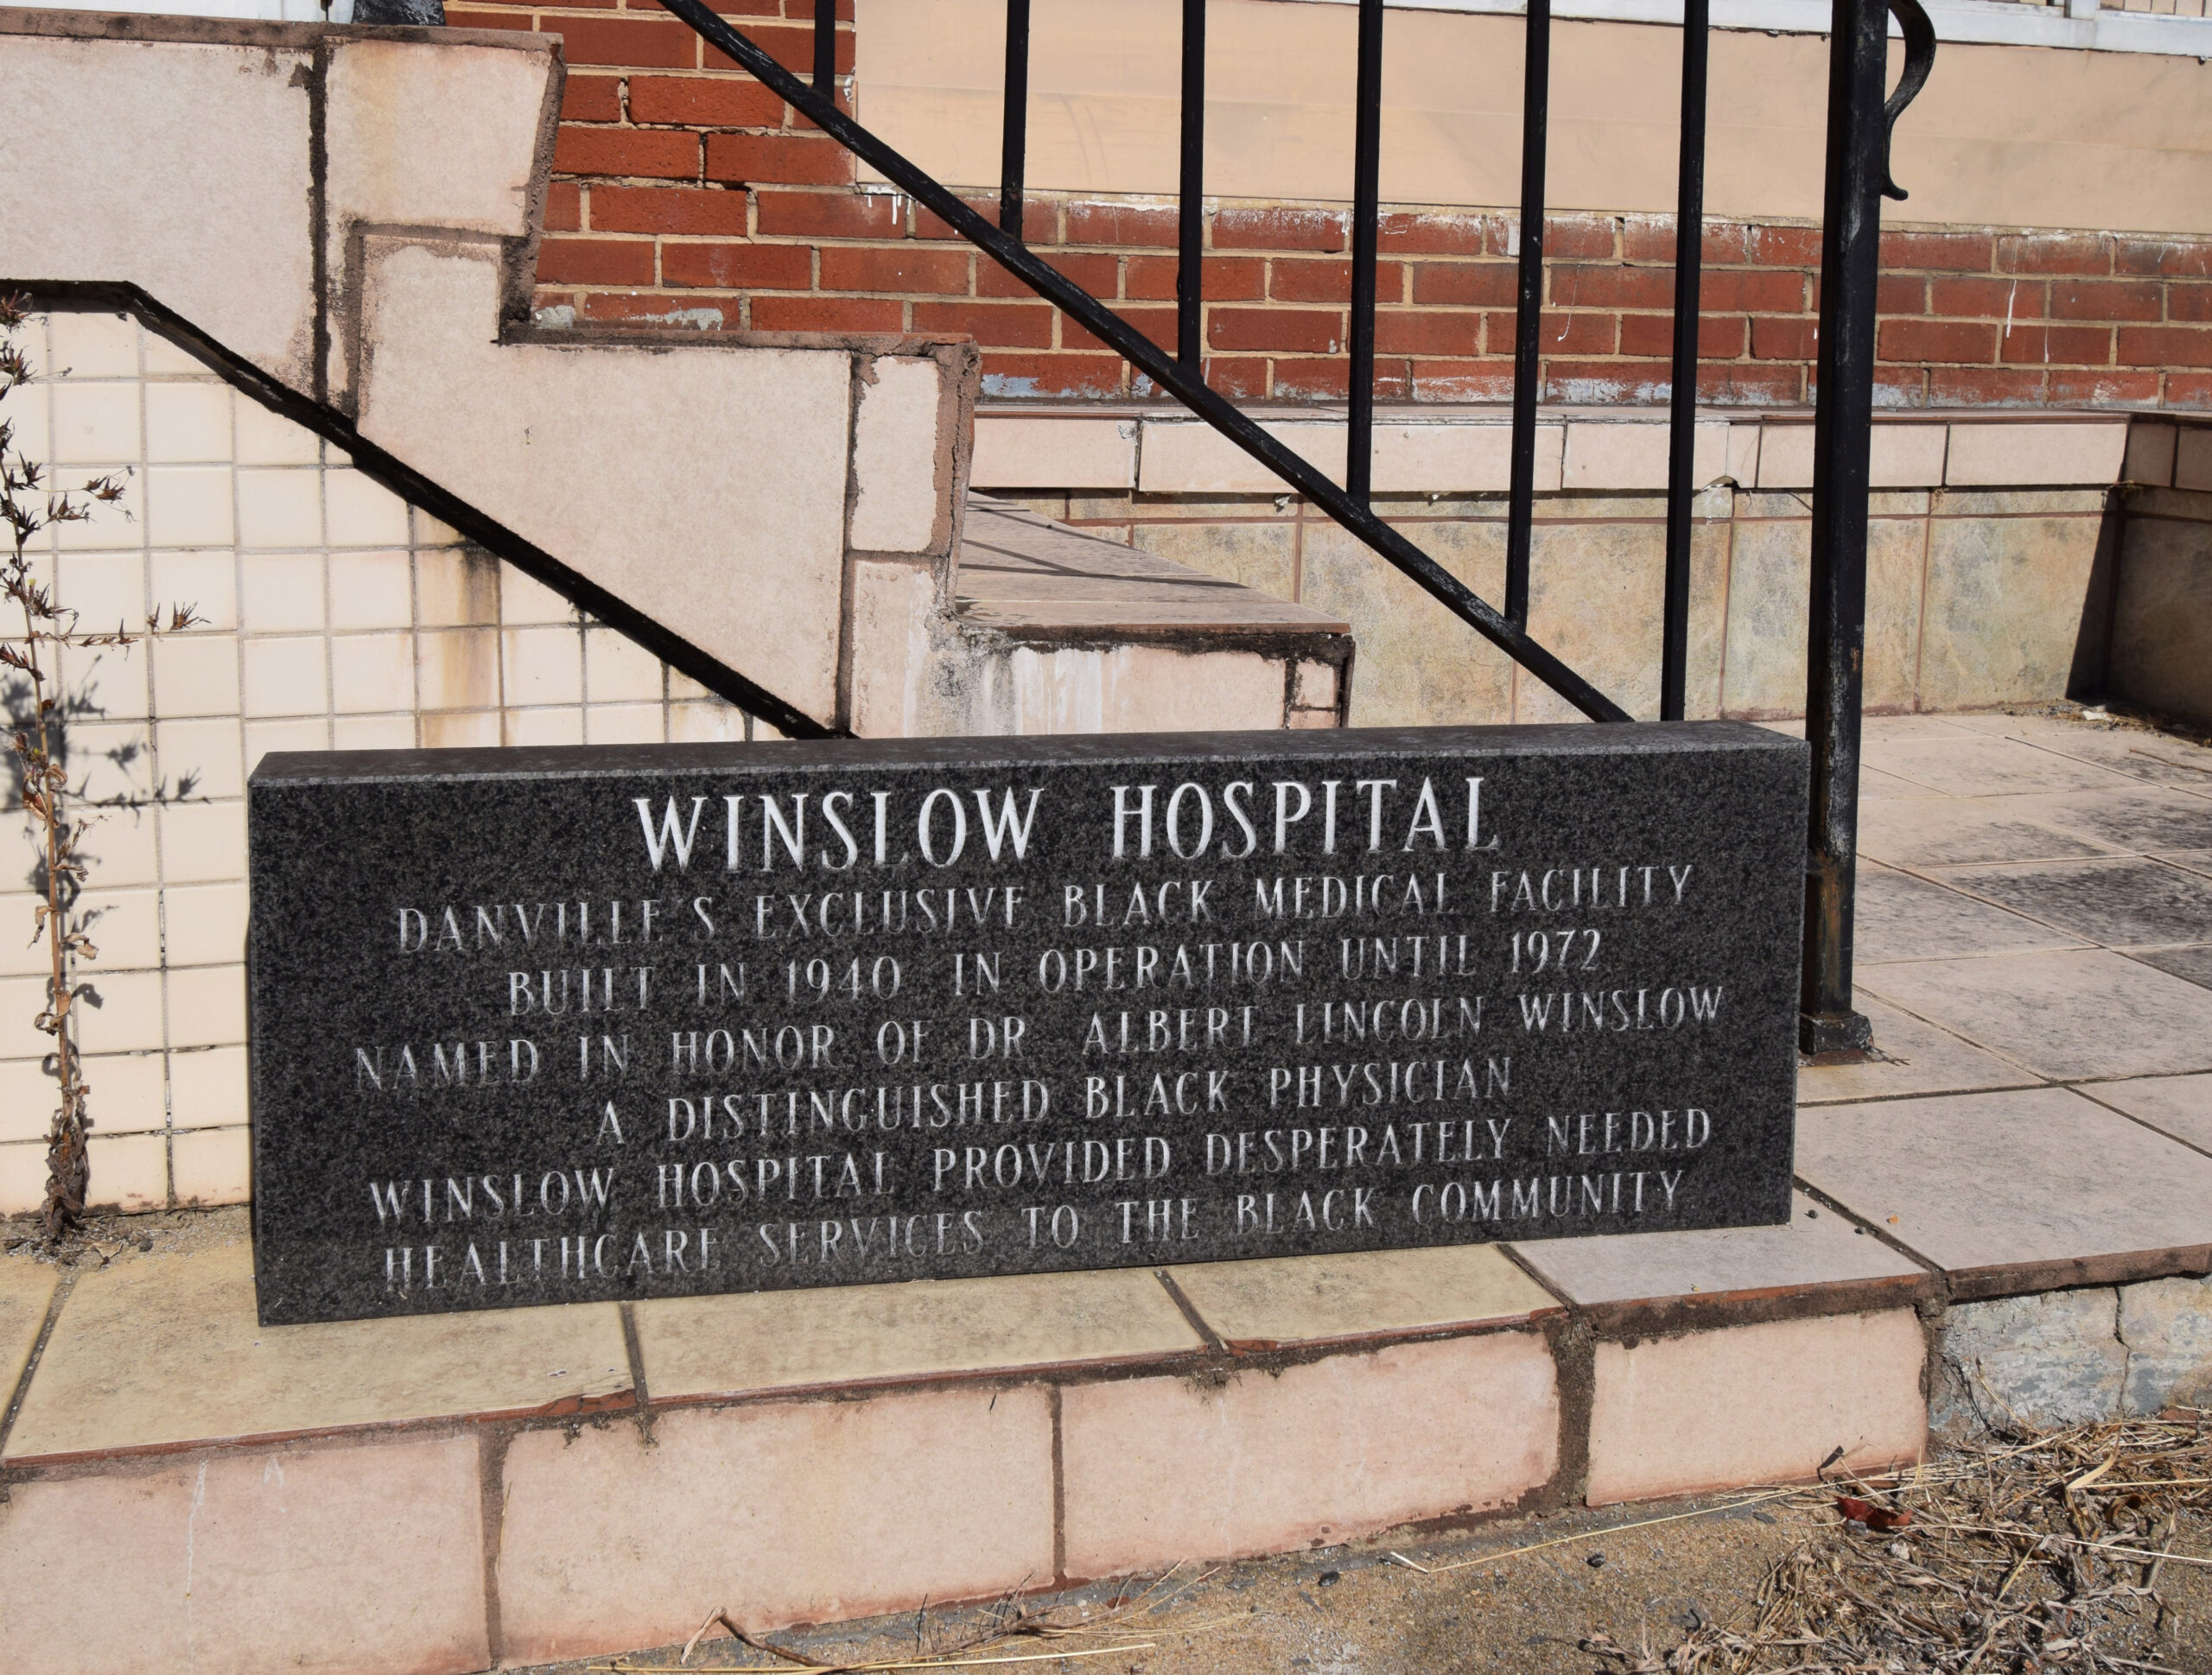 WINSLOW HOSPITAL
DANVILLE'S EXCLUSIVE BLACK MEDICAL FACILITY
BUILT IN 1940 IN OPERATION UNTIL 1972
NAMED IN HONOR OF DR ALBERT LINCOLN WINSLOW
A DISTINGUISHED BLACK PHYSICIAN
WINSLOW HOSPITAL PROVIDED DESPERATELY NEEDED
HEALTHCARE SERVICES TO THE BLACK COMMUNITY